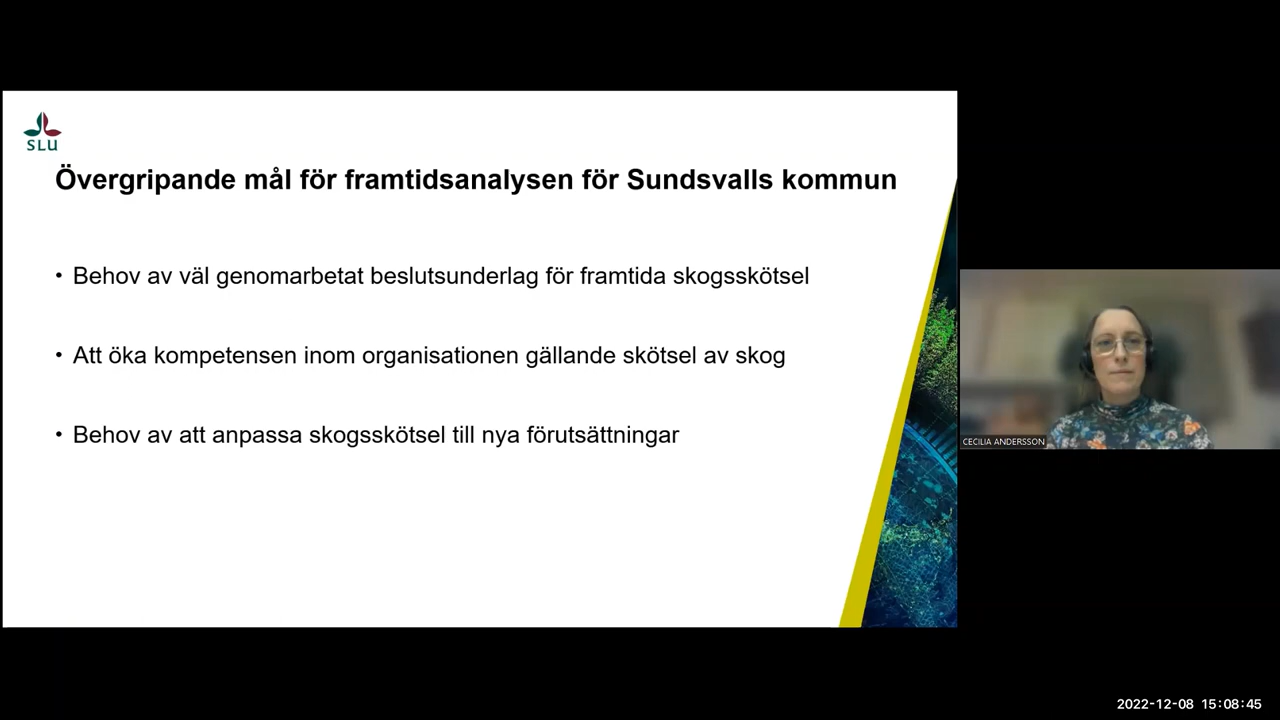 SLU
Övergripande mål för framtidsanalysen för Sundsvalls kommun
• Behov av väl genomarbetat beslutsunderlag för framtida skogsskötsel
• Att öka kompetensen inom organisationen gällande skötsel av skog
• Behov av att anpassa skogsskötsel till nya förutsättningar
CECILIA ANDERSSON
2022-12-08 15:08:45